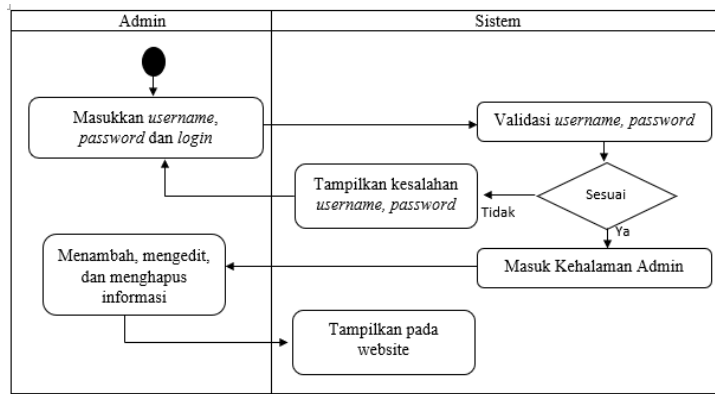 Admin
Sistem
Masukkan username,
password dan login
Validasi username, password
Tampilkan kesalahan
username, password
Tidak
Sesuai
Ya
Menambah, mengedit,
dan menghapus
informasi
Masuk Kehalaman Admin
Tampilkan pada
website